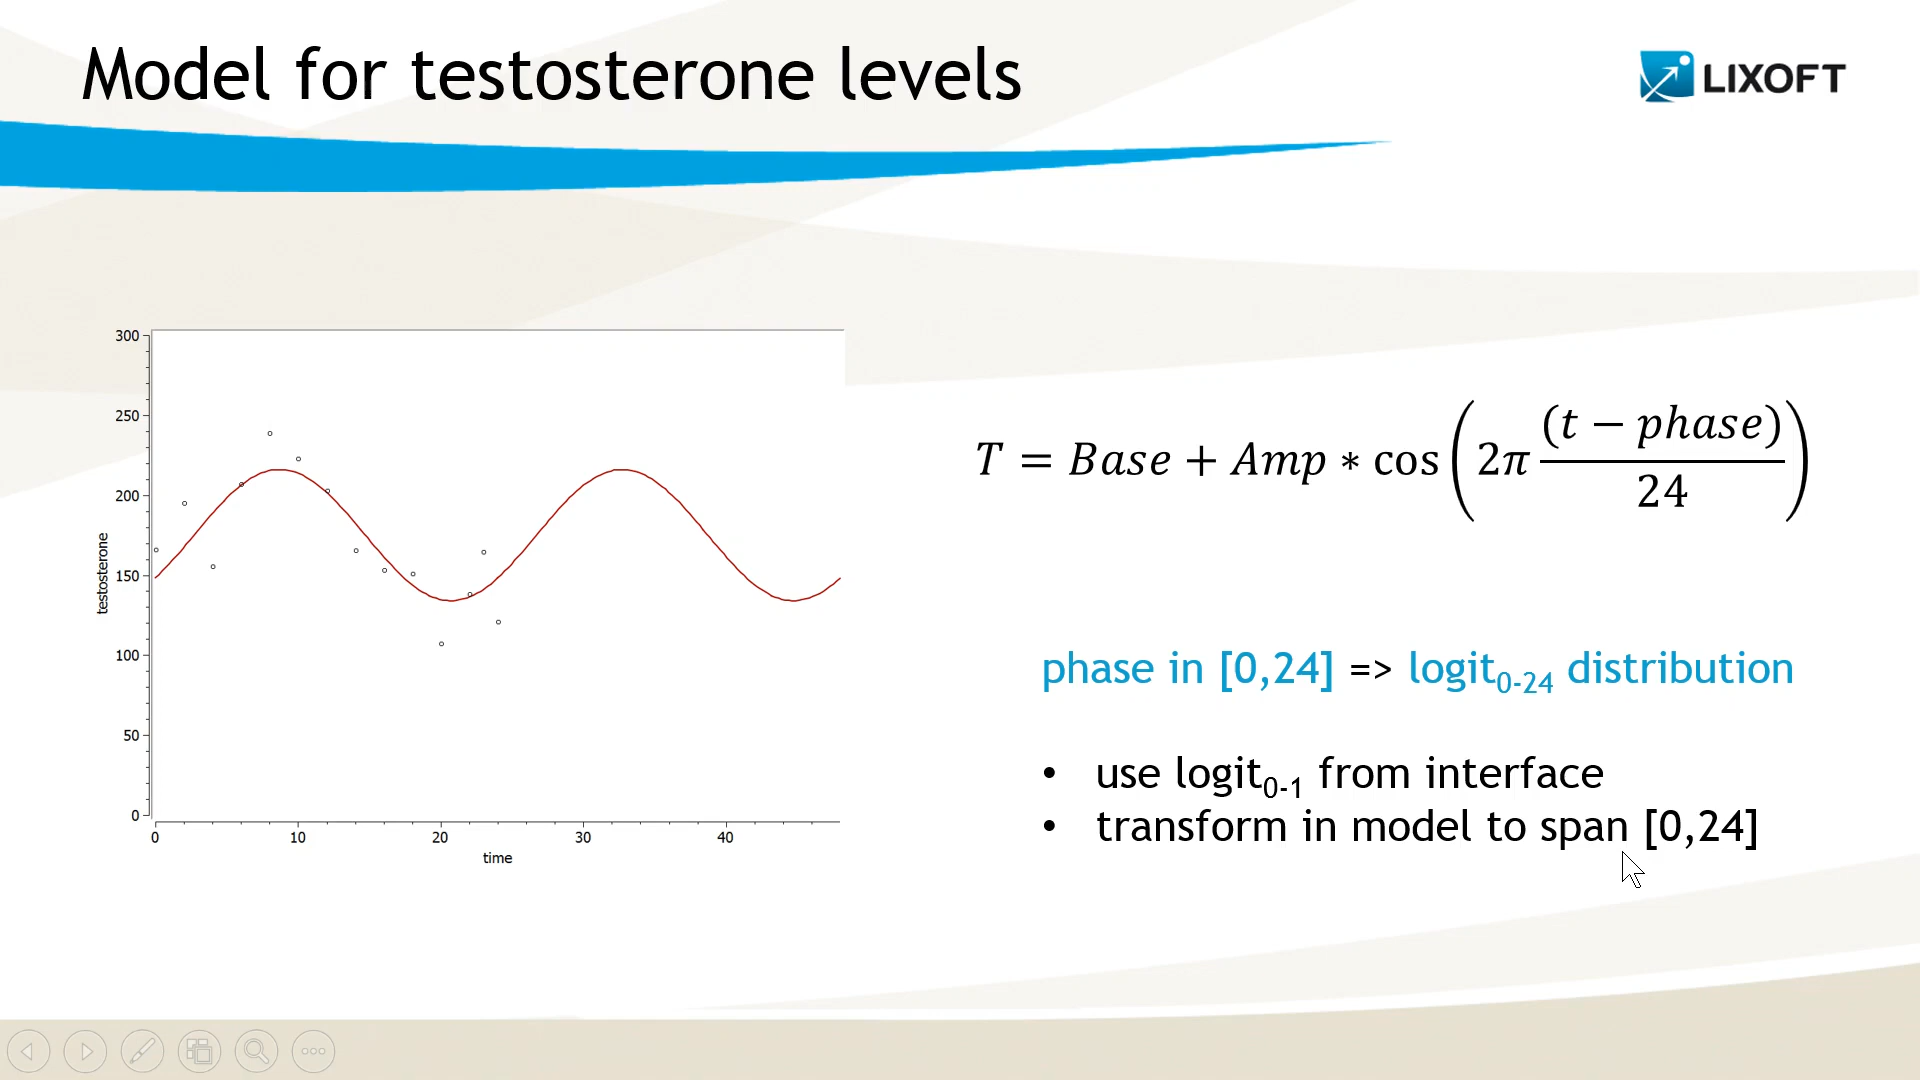 Model for testosterone levels
LIXOFT
300
250
200
150
100
50
0
testosterone
0 10 20 30 40
time
T = Base + Amp * cos(2π (t − phase)/24)
phase in [0,24] => logit0-24 distribution
• use logit0-1 from interface
• transform in model to span [0,24]